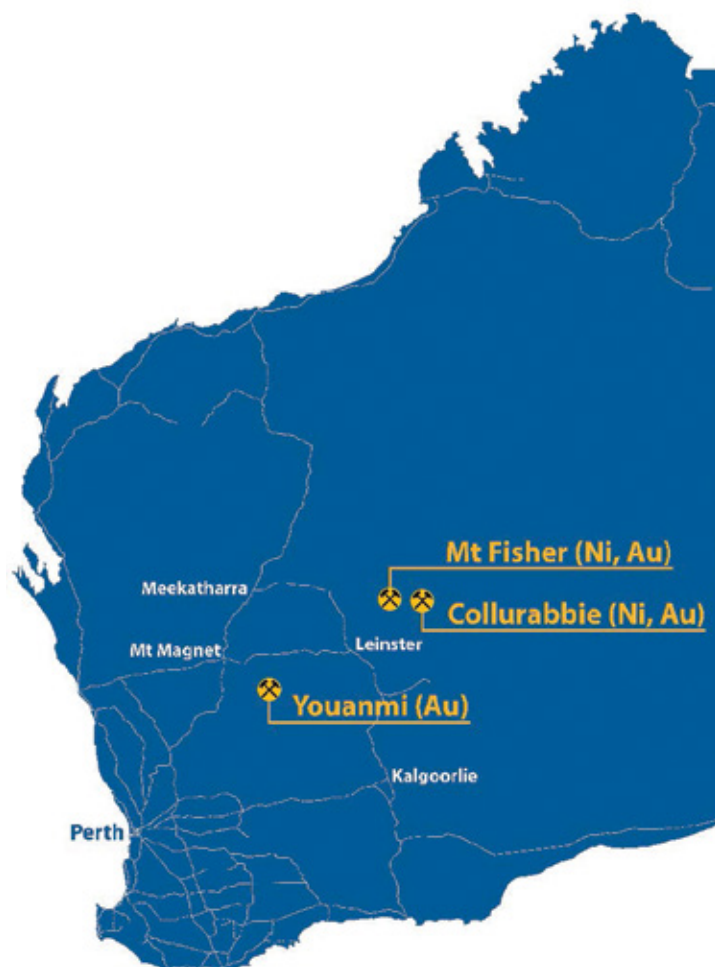 Mt Fisher (Ni, Au)
Meekatharra
Collurabbie (Ni, Au)
Mt Magnet
Leinster
Youanmi (Au)
Kalgoorlie
Perth